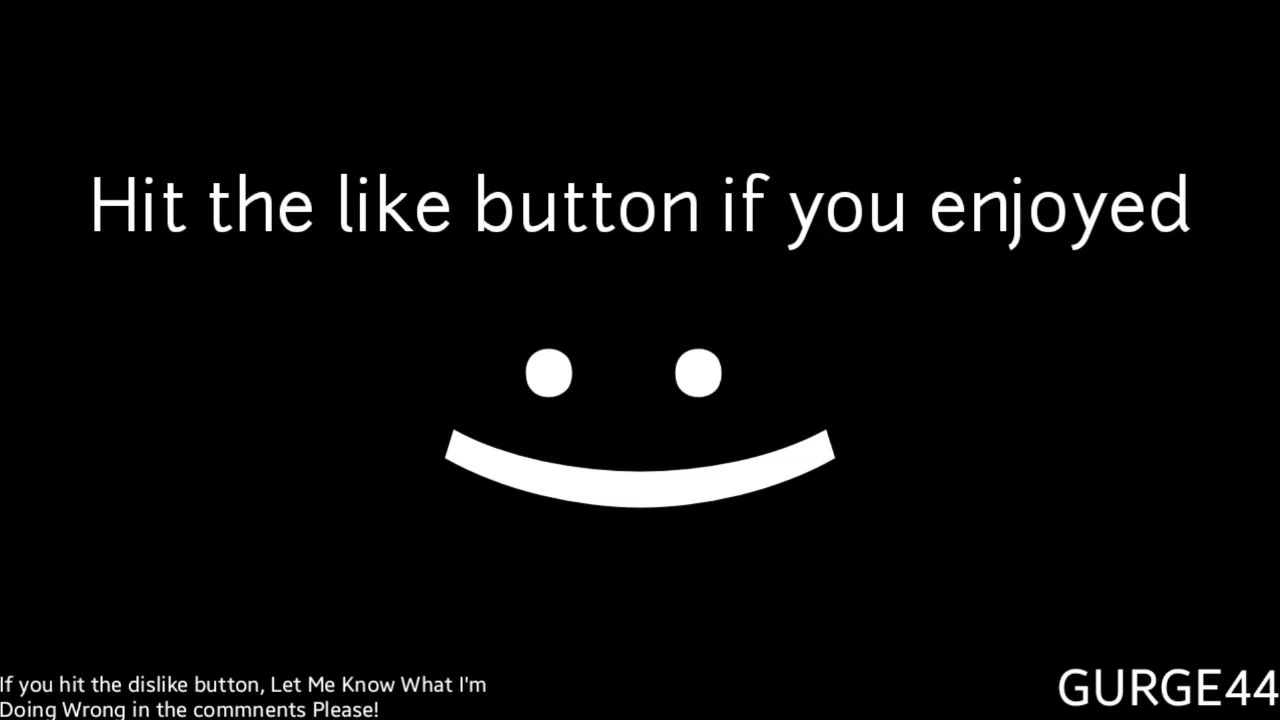 Hit the like button if you enjoyed
If you hit the dislike button, Let Me Know What I'm
Doing Wrong in the commnents Please!
GURGE44